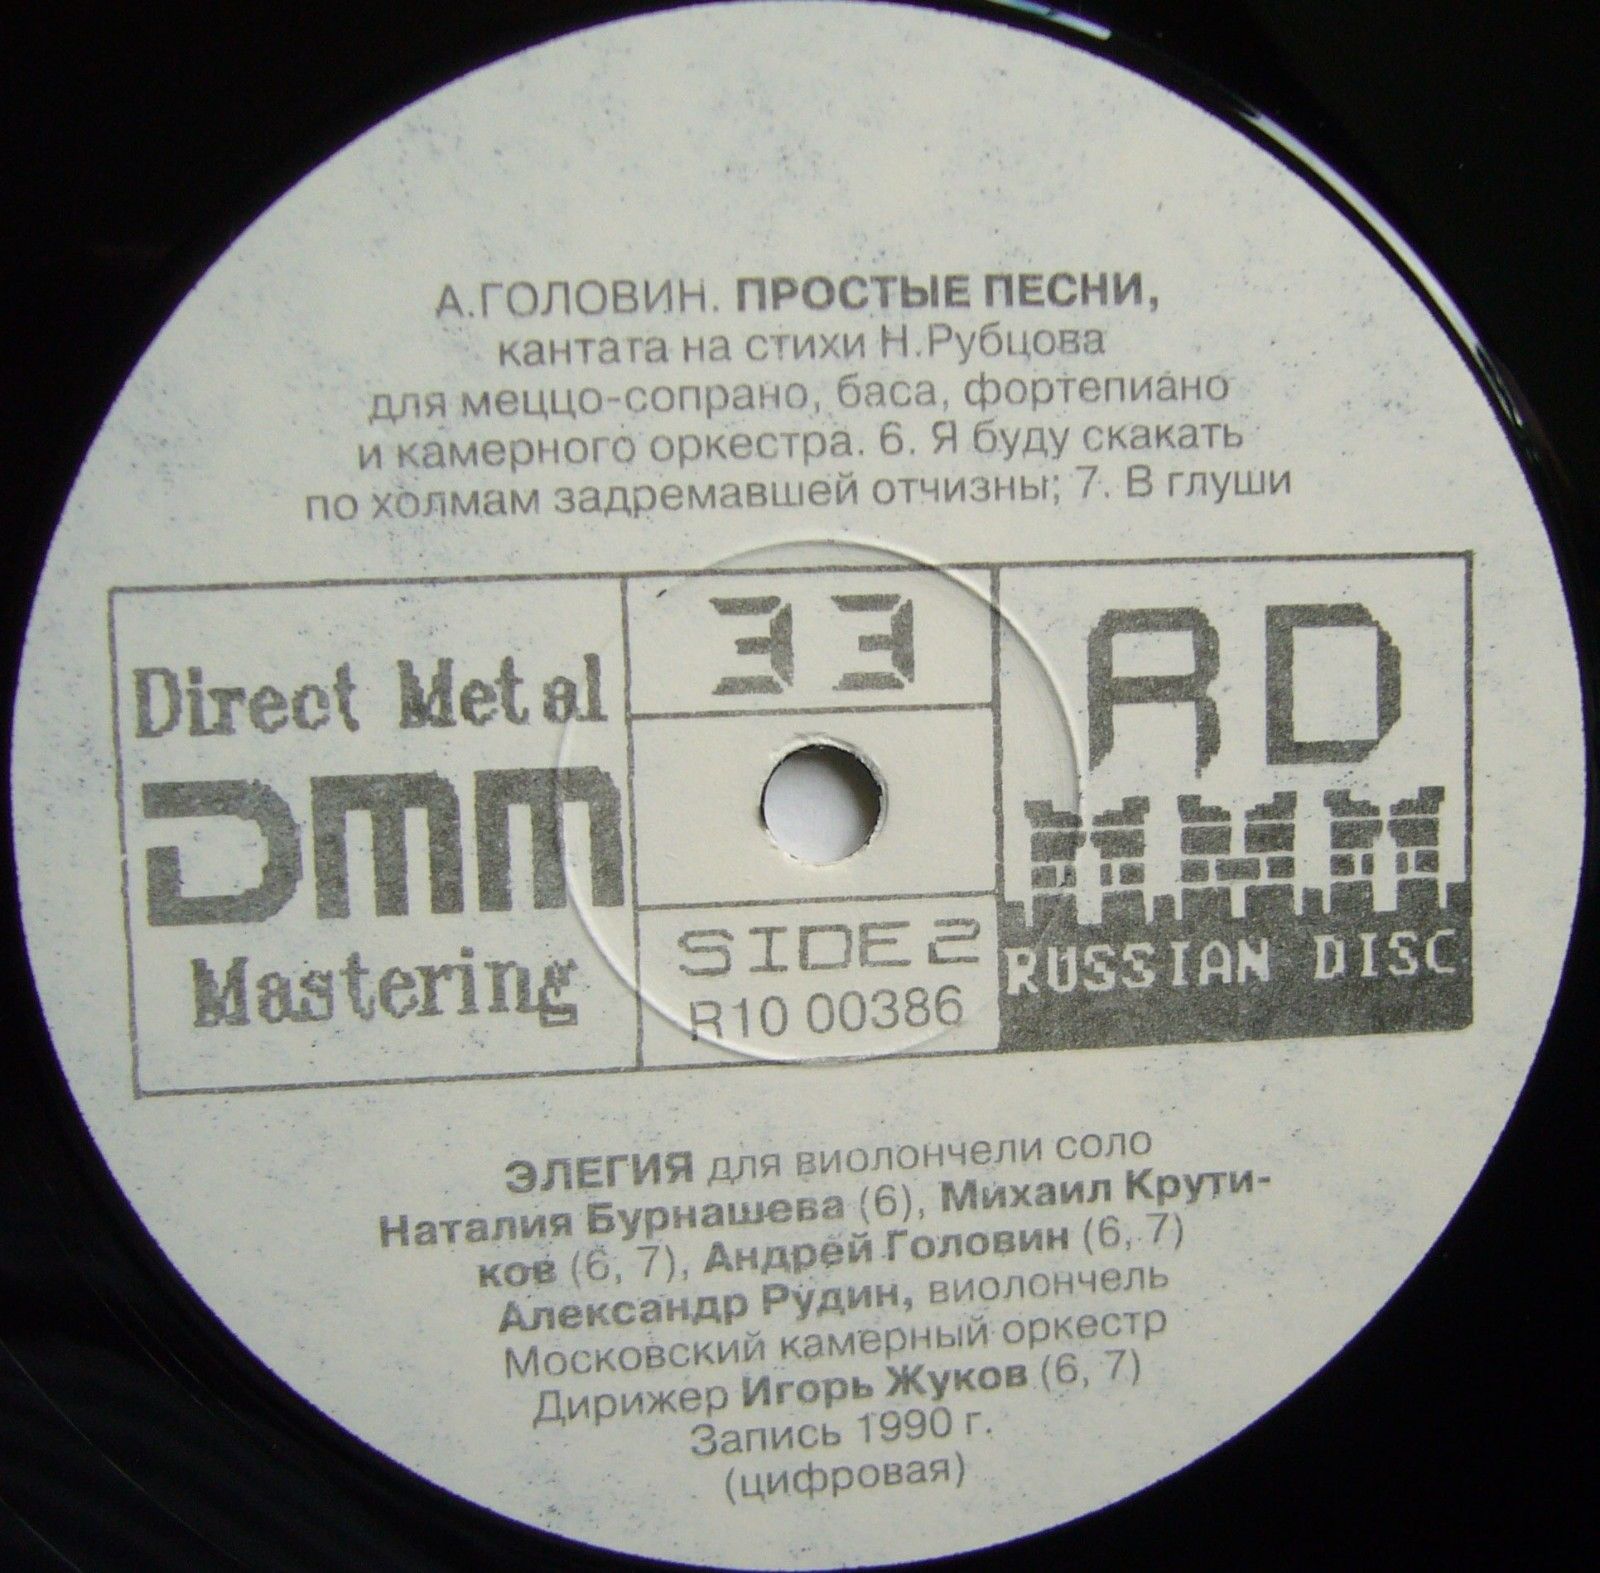 А.ГОЛОВИН. ПРОСТЫЕ ПЕСНИ,
кантата на стихи Н.Рубцова
для меццо-сопрано, баса, фортепиано
и камерного оркестра. 6. Я буду скакать
по холмам задремавшей отчизны; 7. В глуши
Direct Metal
DMM
Mastering
33
SIDE 2
R10 00386
RD
RUSSIAN DISC
ЭЛЕГИЯ для виолончели соло
Наталия Бурнашева (6), Михаил Крути-
ков (6, 7), Андрей Головин (6, 7)
Александр Рудин, виолончель
Московский камерный оркестр
Дирижер Игорь Жуков (6, 7)
Запись 1990 г.
(цифровая)